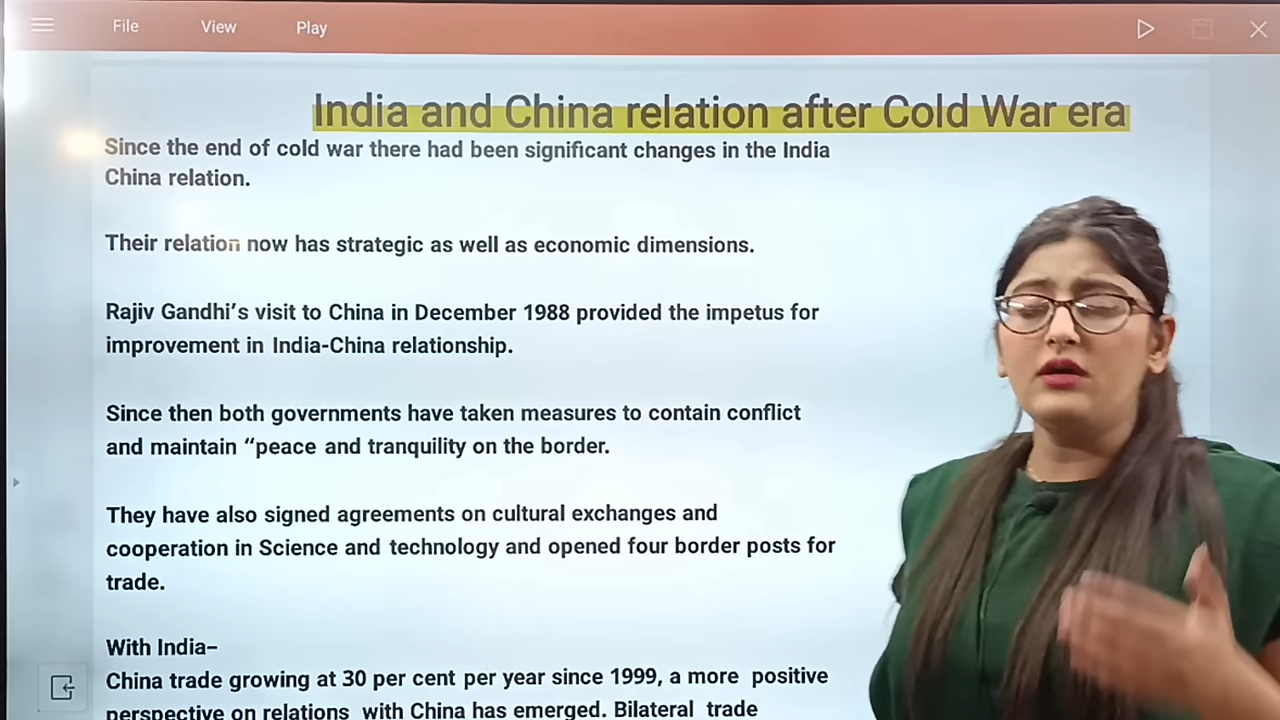 File View Play
India and China relation after Cold War era
Since the end of cold war there had been significant changes in the India
China relation.
Their relation now has strategic as well as economic dimensions.
Rajiv Gandhi’s visit to China in December 1988 provided the impetus for
improvement in India-China relationship.
Since then both governments have taken measures to contain conflict
and maintain “peace and tranquility on the border.
They have also signed agreements on cultural exchanges and
cooperation in Science and technology and opened four border posts for
trade.
With India–
China trade growing at 30 per cent per year since 1999, a more positive
perspective on relations with China has emerged. Bilateral trade